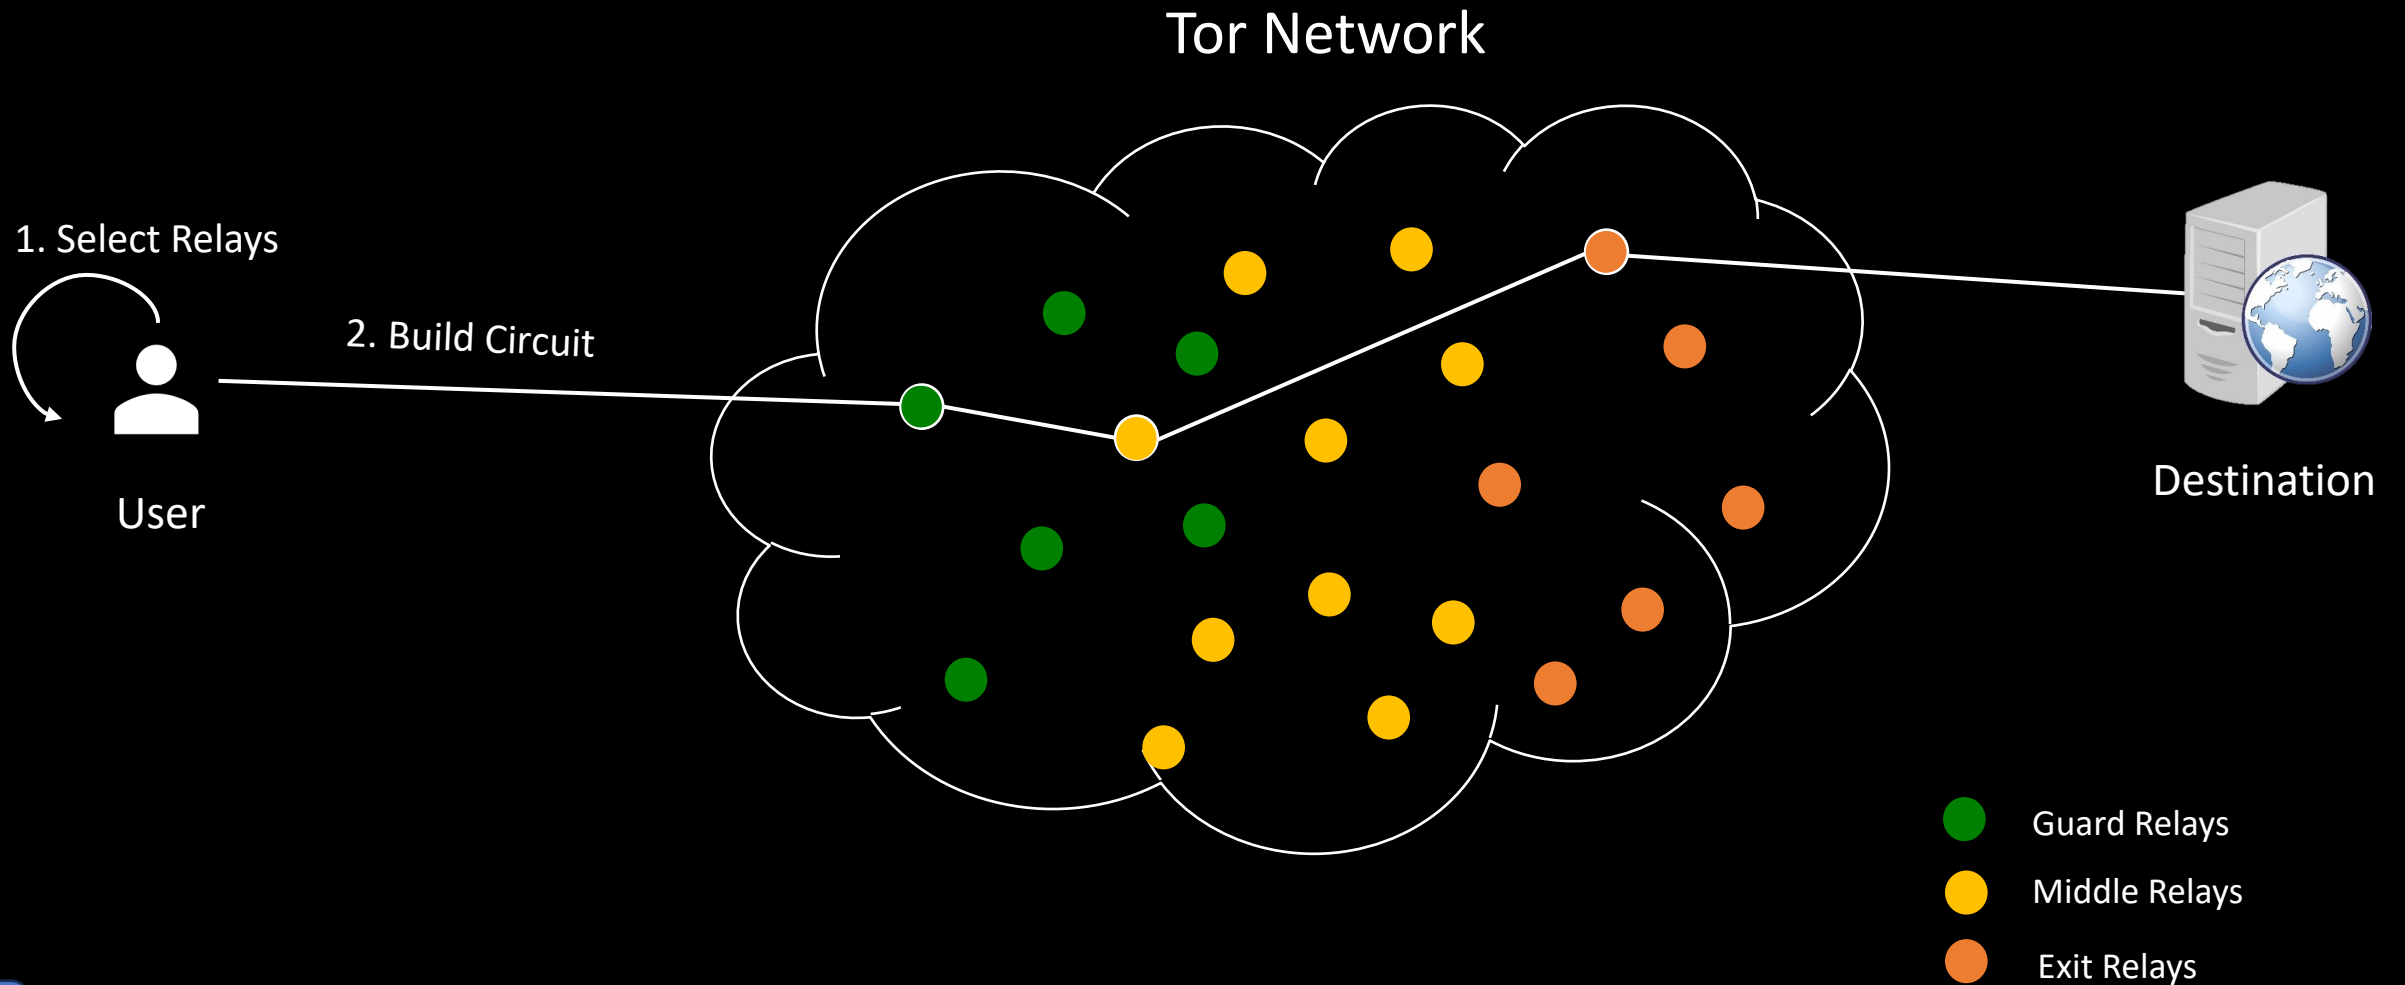 Tor Network
1. Select Relays
2. Build Circuit
User
Destination
Guard Relays
Middle Relays
Exit Relays